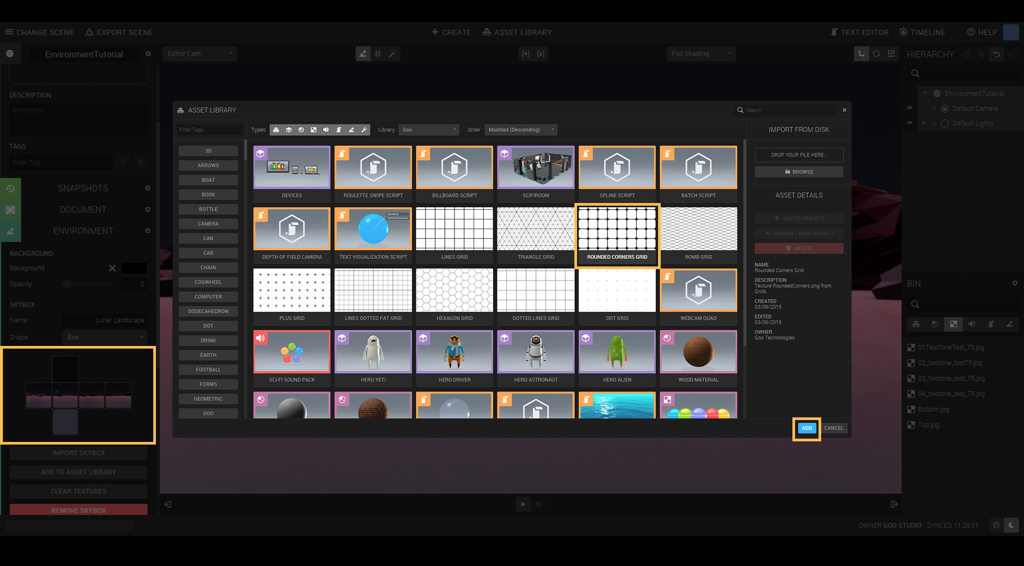 CHANGE SCENE
EXPORT SCENE
CREATE
ASSET LIBRARY
TEXT EDITOR
TIMELINE
HELP
EnvironmentTutorial
Editor Cam
Full Shading
HIERARCHY
DESCRIPTION
Description
TAGS
Enter Tag
SNAPSHOTS
DOCUMENT
ENVIRONMENT
BACKGROUND
Background
Opacity
0
SKYBOX
Name
Lunar Landscape
Shape
Box
IMPORT SKYBOX
ADD TO ASSET LIBRARY
CLEAR TEXTURES
REMOVE SKYBOX
ASSET LIBRARY
Search
Filter Tags
Types
Library
Goo
Order
Modified (Descending)
3D
ARROWS
BOAT
BOOK
BOTTLE
CAMERA
CAN
CAR
CHAIN
COGWHEEL
COMPUTER
DODECAHEDRON
DOT
DRINK
EARTH
FOOTBALL
FORMS
GEOMETRIC
GOO
DEVICES
ROULETTE SWIPE SCRIPT
BILLBOARD SCRIPT
SCIFIROOM
SPLINE SCRIPT
BATCH SCRIPT
DEPTH OF FIELD CAMERA
TEXT VISUALIZATION SCRIPT
LINES GRID
TRIANGLE GRID
ROUNDED CORNERS GRID
ROMB GRID
PLUS GRID
LINES DOTTED FAT GRID
HEXAGON GRID
DOTTED LINES GRID
DOT GRID
WEBCAM QUAD
SCI-FI SOUND PACK
HERO YETI
HERO DRIVER
HERO ASTRONAUT
HERO ALIEN
WOOD MATERIAL
IMPORT FROM DISK
DROP YOUR FILE HERE...
BROWSE
ASSET DETAILS
ADD TO PROJECT
REMOVE FROM PROJECT
DELETE
NAME
Rounded Corners Grid
DESCRIPTION
Texture RoundedCorners.png from
Grids
CREATED
03/06/2015
EDITED
03/06/2015
OWNER
Goo Technologies
ADD
CANCEL
EnvironmentTutorial
Default Camera
Default Lights
BIN
01TwoToneTest_75.jpg
02_twotone_test75.jpg
03_twotone_test_75.jpg
04_twotone_test_75.jpg
Bottom.jpg
Top.jpg
OWNER GOO STUDIO
SYNCED 11:28:31